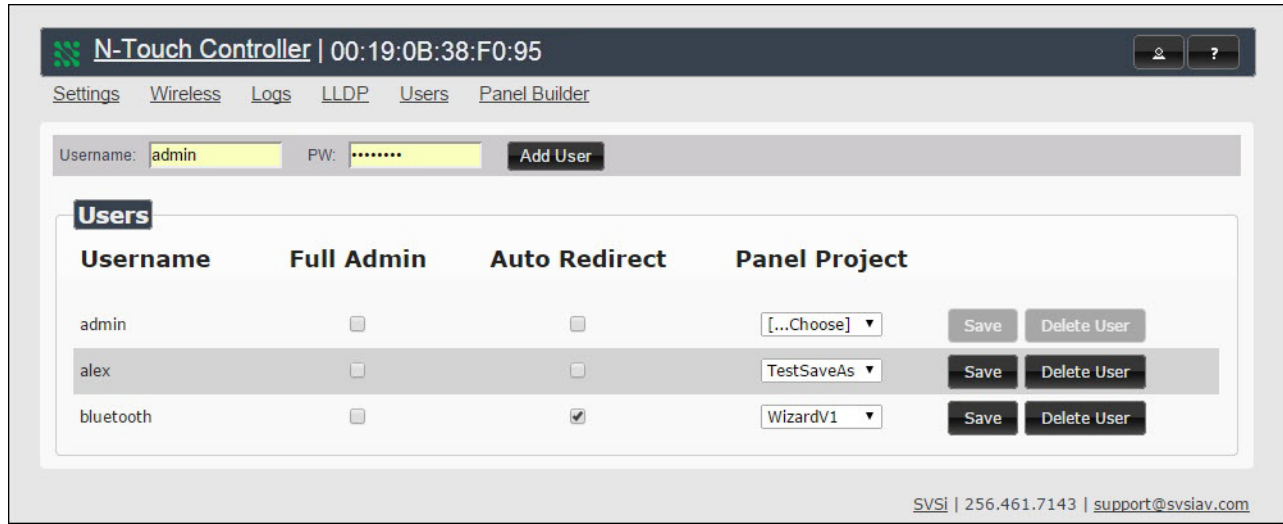 N-Touch Controller | 00:19:0B:38:F0:95 ?
Settings Wireless Logs LLDP Users Panel Builder
Username: admin PW: •••••••• Add User
Users
Username Full Admin Auto Redirect Panel Project
admin [...Choose] Save Delete User
alex TestSaveAs Save Delete User
bluetooth WizardV1 Save Delete User
SVSi | 256.461.7143 | support@svsiav.com